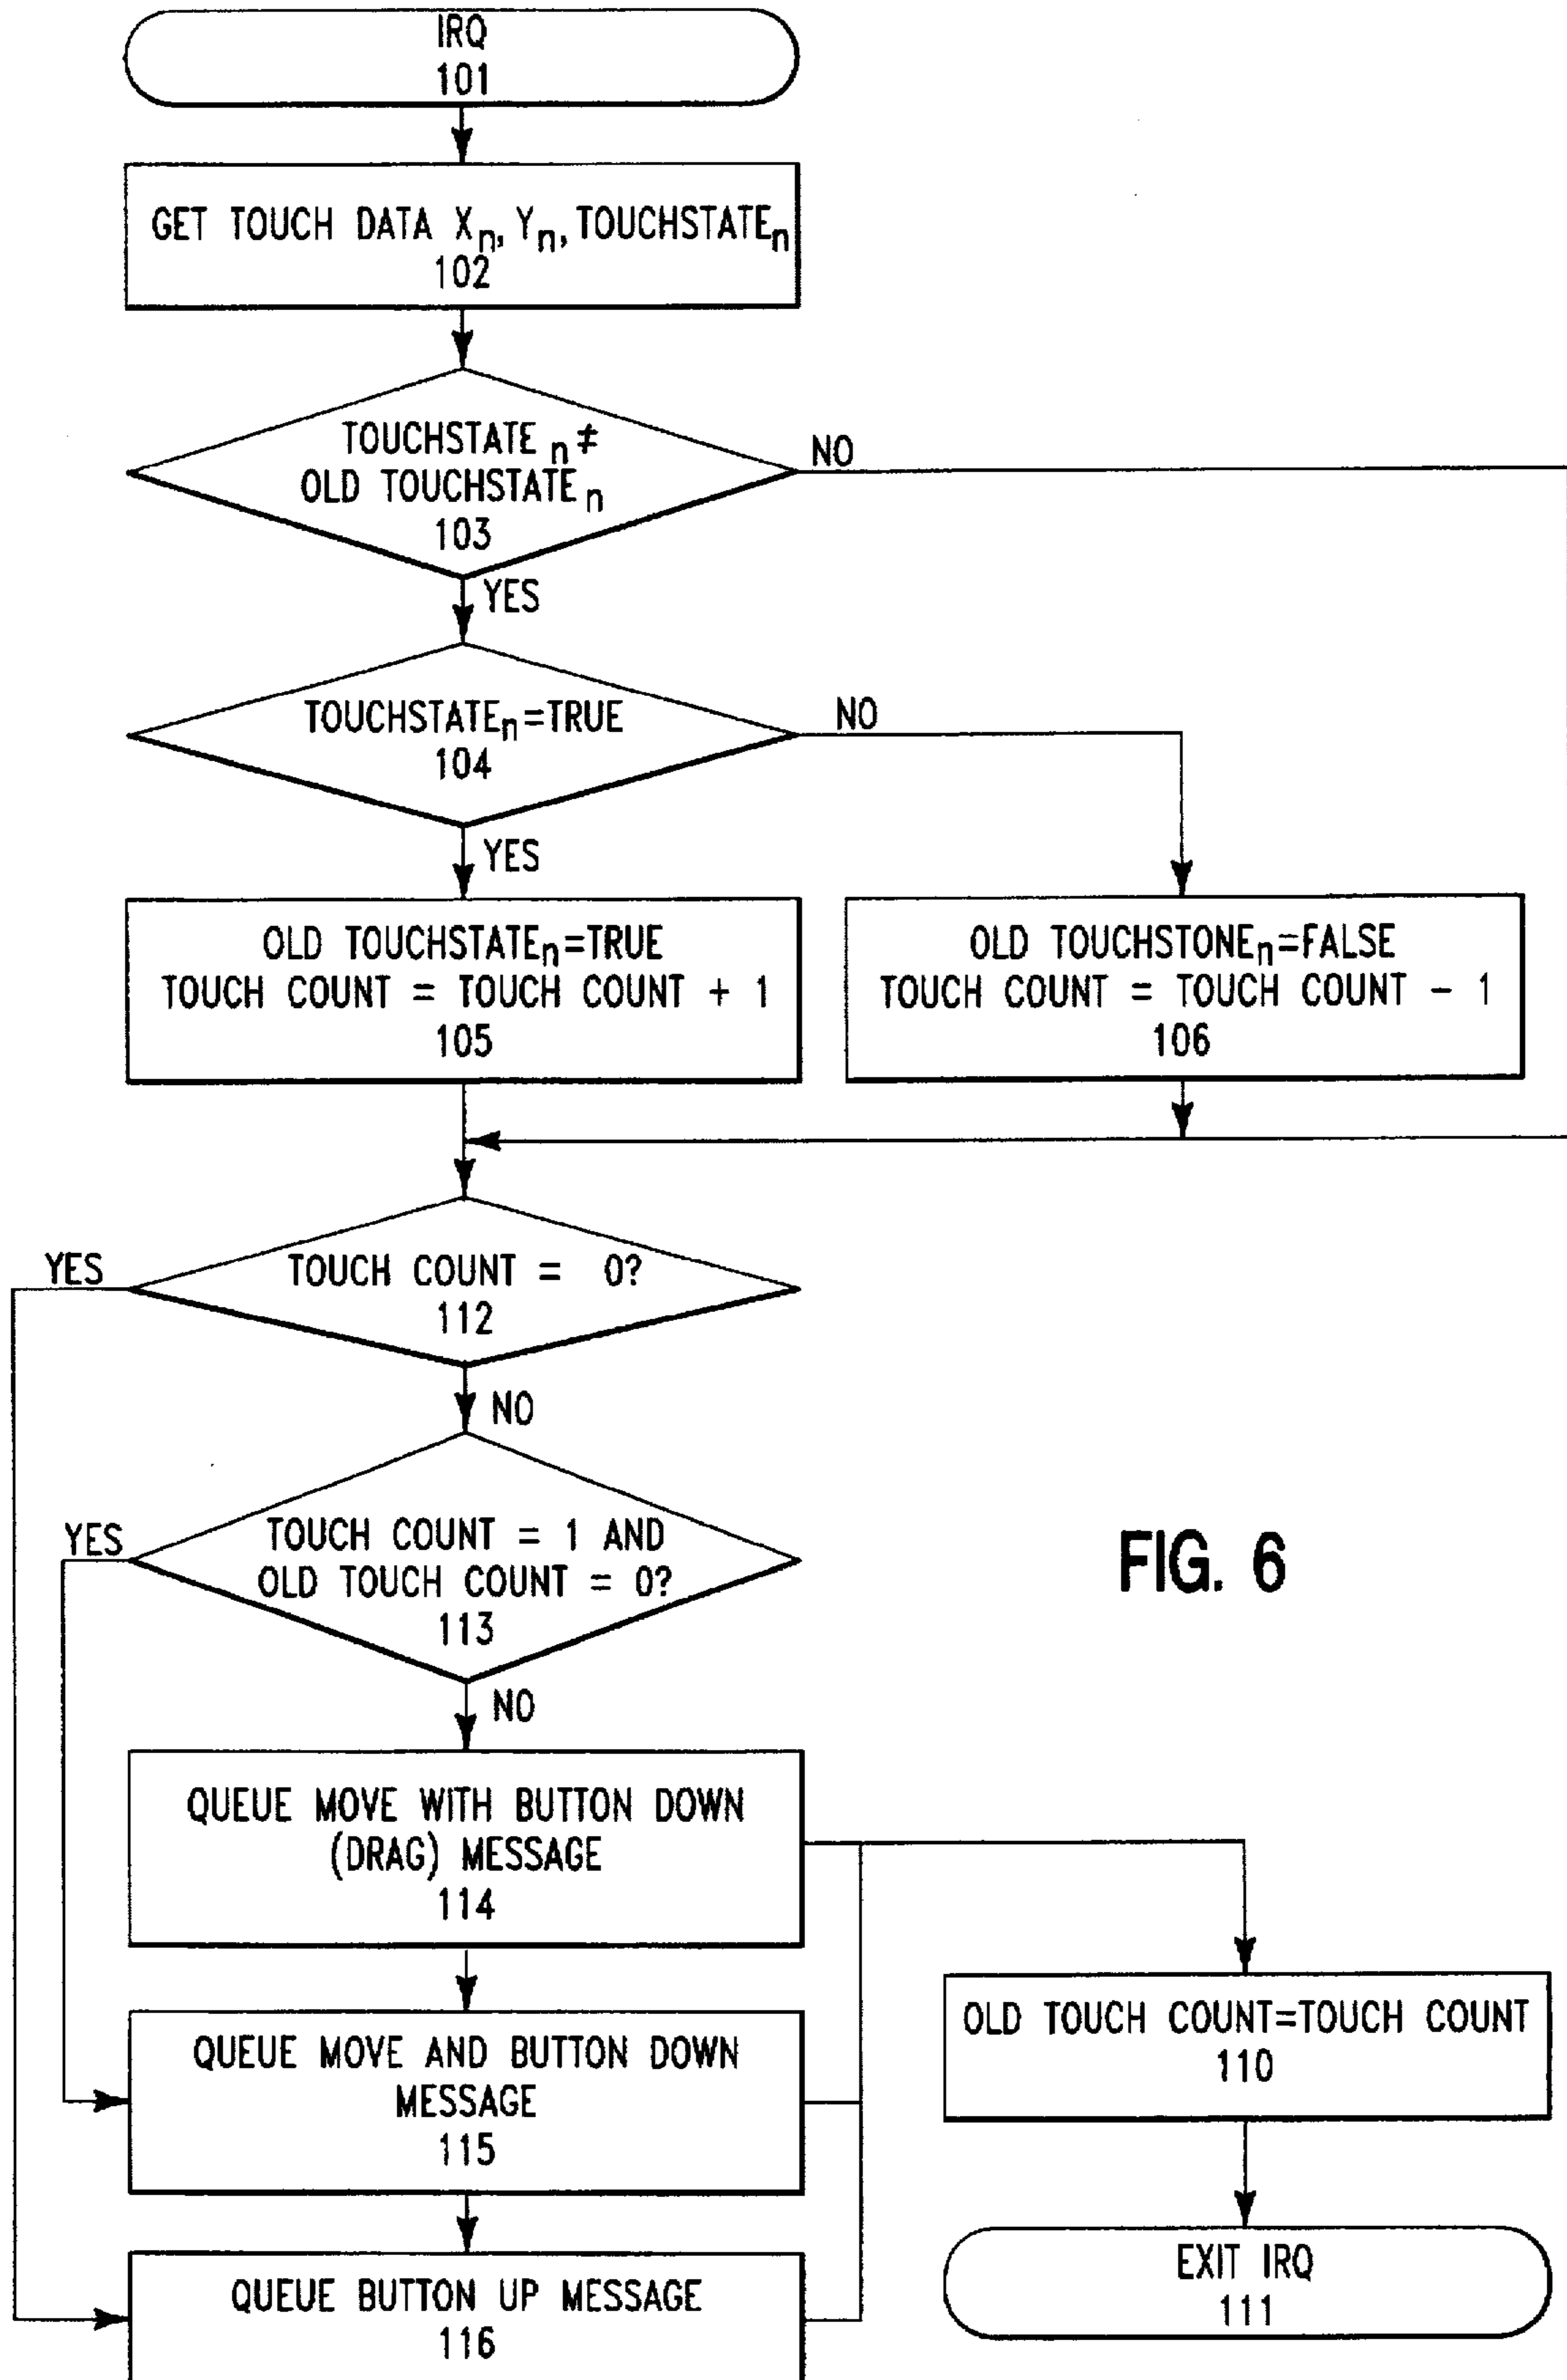 IRQ
101
GET TOUCH DATA Xn, Yn, TOUCHSTATEn
102
TOUCHSTATE n ≠
OLD TOUCHSTATE n
103
NO
YES
TOUCHSTATEn=TRUE
104
NO
YES
OLD TOUCHSTATEn=TRUE
TOUCH COUNT = TOUCH COUNT + 1
105
OLD TOUCHSTONEn=FALSE
TOUCH COUNT = TOUCH COUNT - 1
106
YES
TOUCH COUNT = 0?
112
NO
YES
TOUCH COUNT = 1 AND
OLD TOUCH COUNT = 0?
113
NO
FIG. 6
QUEUE MOVE WITH BUTTON DOWN
(DRAG) MESSAGE
114
QUEUE MOVE AND BUTTON DOWN
MESSAGE
115
QUEUE BUTTON UP MESSAGE
116
OLD TOUCH COUNT=TOUCH COUNT
110
EXIT IRQ
111